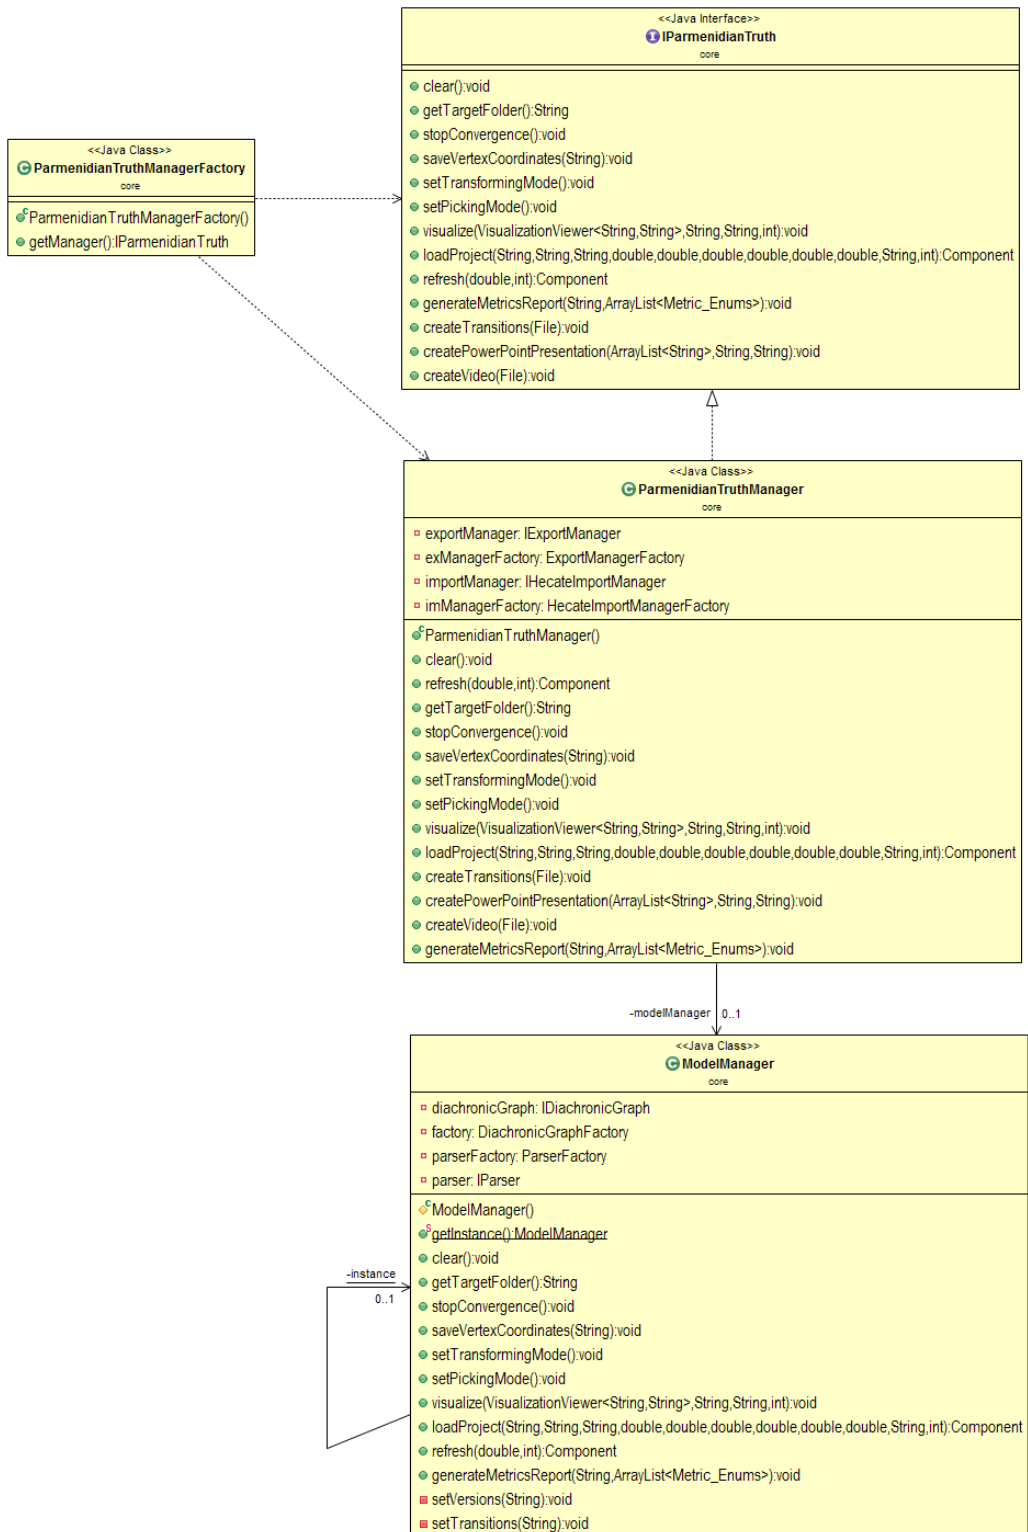 <<Java Interface>>
IParmenidianTruth
core
clear():void
getTargetFolder():String
stopConvergence():void
saveVertexCoordinates(String):void
setTransformingMode():void
setPickingMode():void
visualize(VisualizationViewer<String,String>,String,String,int):void
loadProject(String,String,String,double,double,double,double,double,double,String,int):Component
refresh(double,int):Component
generateMetricsReport(String,ArrayList<Metric_Enums>):void
createTransitions(File):void
createPowerPointPresentation(ArrayList<String>,String,String):void
createVideo(File):void
<<Java Class>>
ParmenidianTruthManagerFactory
core
ParmenidianTruthManagerFactory()
getManager():IParmenidianTruth
<<Java Class>>
ParmenidianTruthManager
core
exportManager: IExportManager
exManagerFactory: ExportManagerFactory
importManager: IHecateImportManager
imManagerFactory: HecateImportManagerFactory
ParmenidianTruthManager()
clear():void
refresh(double,int):Component
getTargetFolder():String
stopConvergence():void
saveVertexCoordinates(String):void
setTransformingMode():void
setPickingMode():void
visualize(VisualizationViewer<String,String>,String,String,int):void
loadProject(String,String,String,double,double,double,double,double,double,String,int):Component
createTransitions(File):void
createPowerPointPresentation(ArrayList<String>,String,String):void
createVideo(File):void
generateMetricsReport(String,ArrayList<Metric_Enums>):void
-modelManager 0..1
<<Java Class>>
ModelManager
core
diachronicGraph: IDiachronicGraph
factory: DiachronicGraphFactory
parserFactory: ParserFactory
parser: IParser
ModelManager()
getInstance():ModelManager
clear():void
getTargetFolder():String
stopConvergence():void
saveVertexCoordinates(String):void
setTransformingMode():void
setPickingMode():void
visualize(VisualizationViewer<String,String>,String,String,int):void
loadProject(String,String,String,double,double,double,double,double,double,String,int):Component
refresh(double,int):Component
generateMetricsReport(String,ArrayList<Metric_Enums>):void
setVersions(String):void
setTransitions(String):void
-instance
0..1